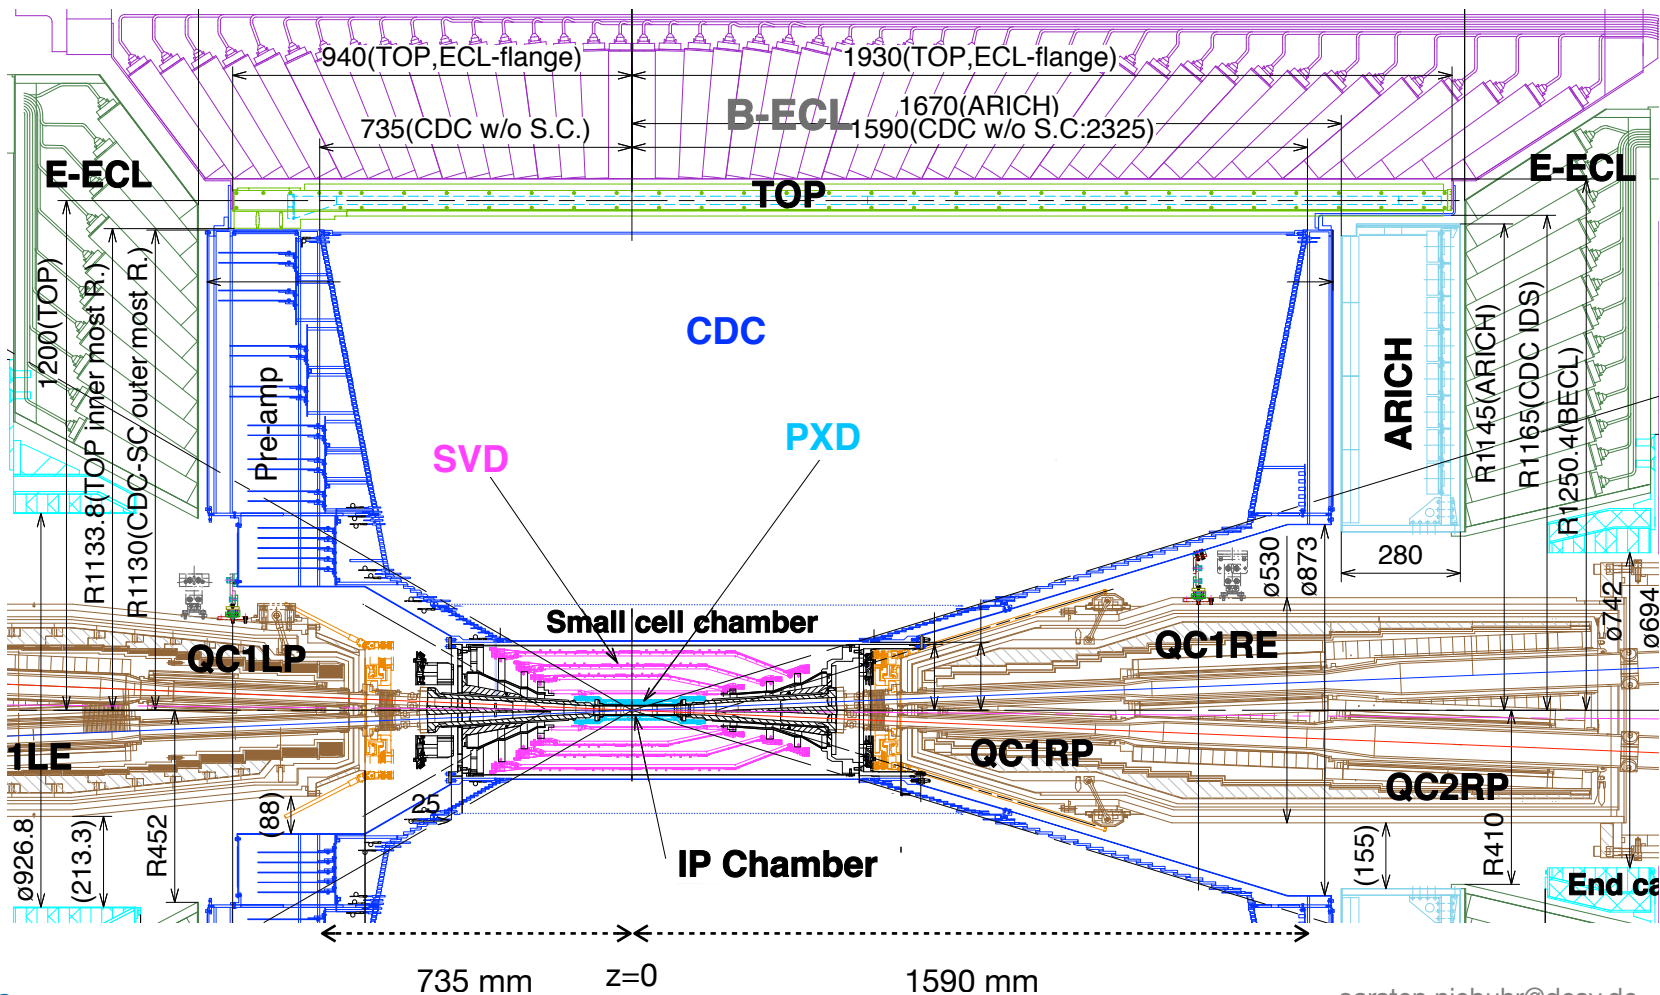 940(TOP,ECL-flange)
1930(TOP,ECL-flange)
B-ECL
1670(ARICH)
735(CDC w/o S.C.)
1590(CDC w/o S.C:2325)
E-ECL
E-ECL
TOP
1200(TOP)
R1133.8(TOP inner most R.)
R1130(CDC-SC outer most R.)
Pre-amp
CDC
SVD
PXD
ARICH
R1145(ARICH)
R1165(CDC IDS)
R1250.4(BECL)
280
ø530
ø873
ø742
ø694
Small cell chamber
QC1LP
QC1RE
1LE
QC1RP
QC2RP
25
(88)
ø926.8
(213.3)
R452
IP Chamber
(155)
R410
End ca
735 mm
z=0
1590 mm